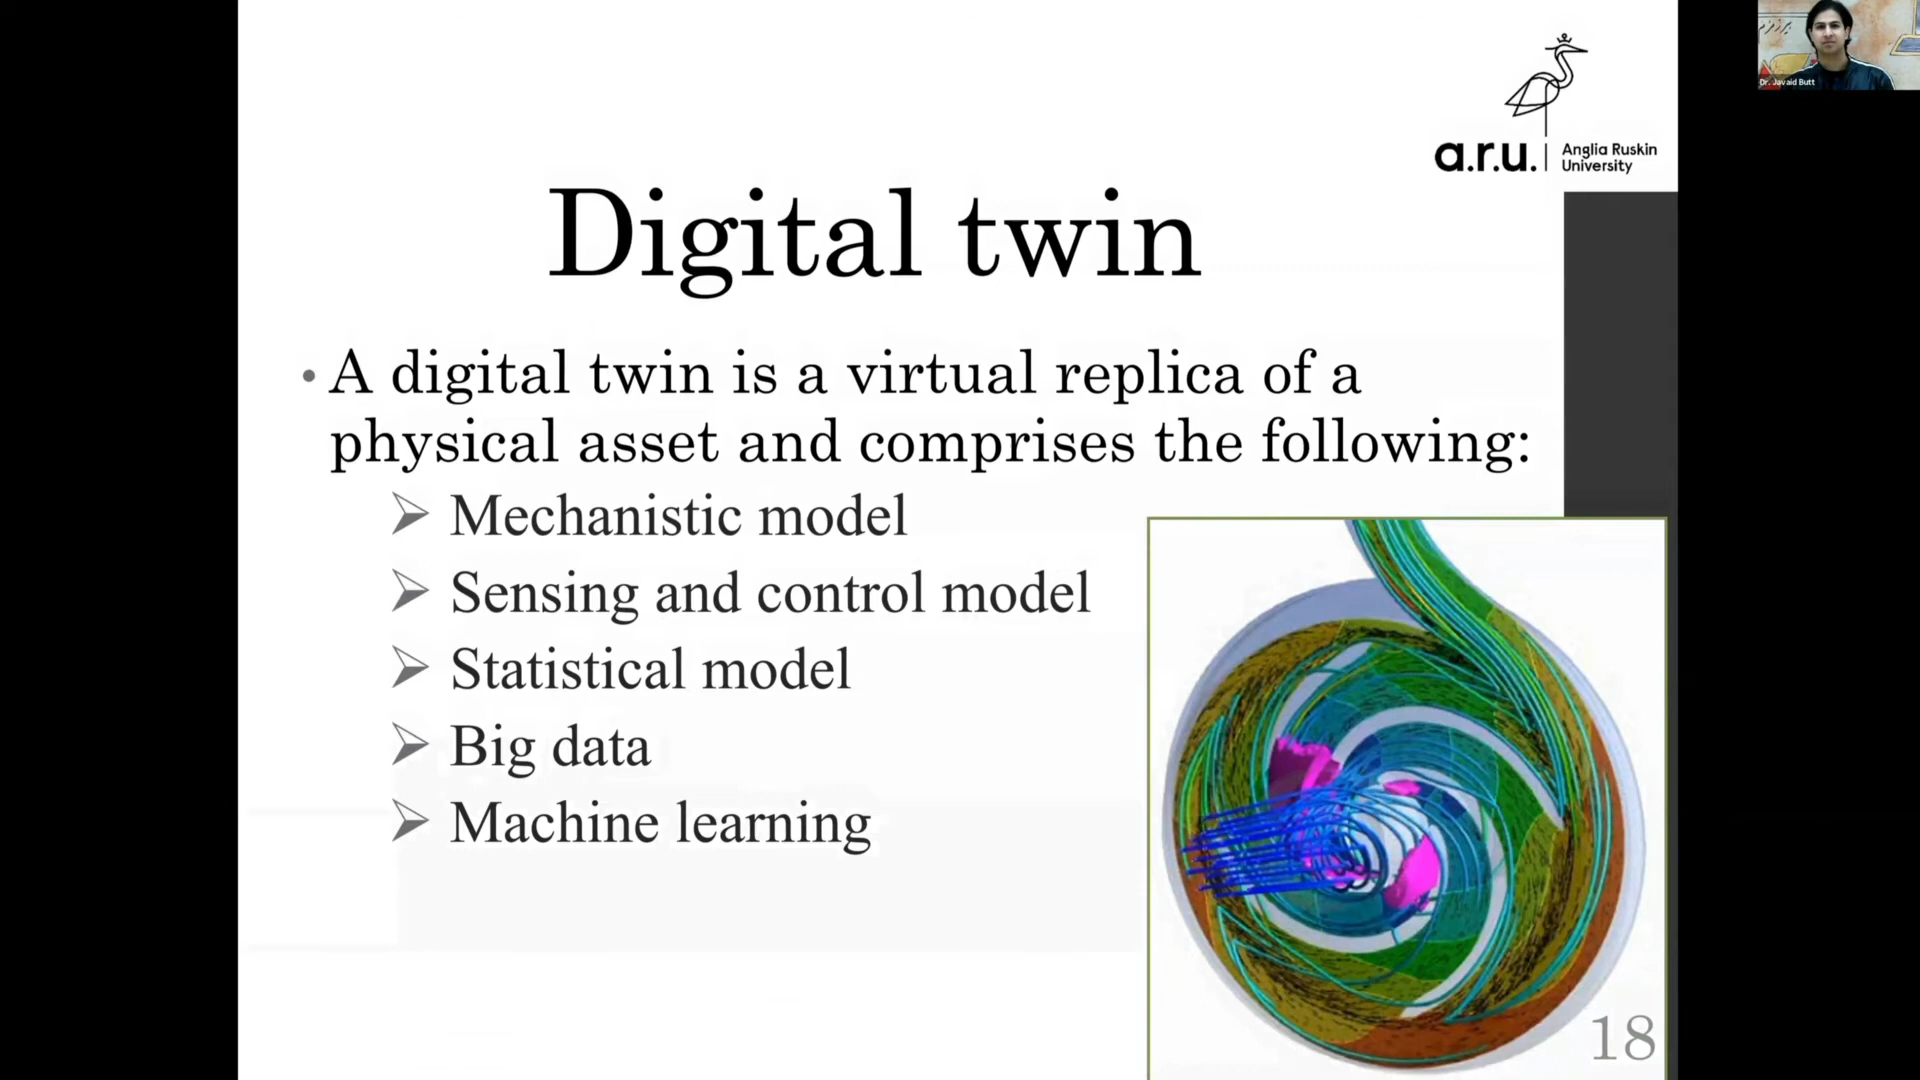 a.r.u.
Anglia Ruskin
University
Dr. Javaid Butt
Digital twin
• A digital twin is a virtual replica of a
physical asset and comprises the following:
➢ Mechanistic model
➢ Sensing and control model
➢ Statistical model
➢ Big data
➢ Machine learning
18